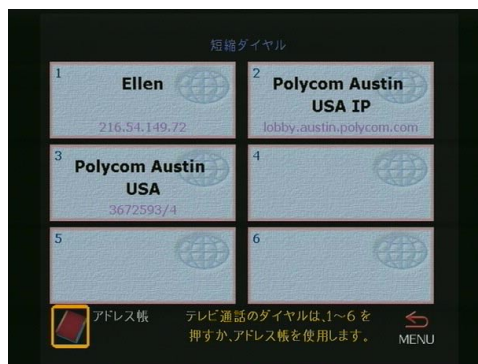 短縮ダイヤル
1
Ellen
216.54.149.72
2
Polycom Austin
USA IP
lobby.austin.polycom.com
3
Polycom Austin
USA
3672593/4
4
5
6
アドレス帳
テレビ通話のダイヤルは、1～6 を
押すか、アドレス帳を使用します。
MENU